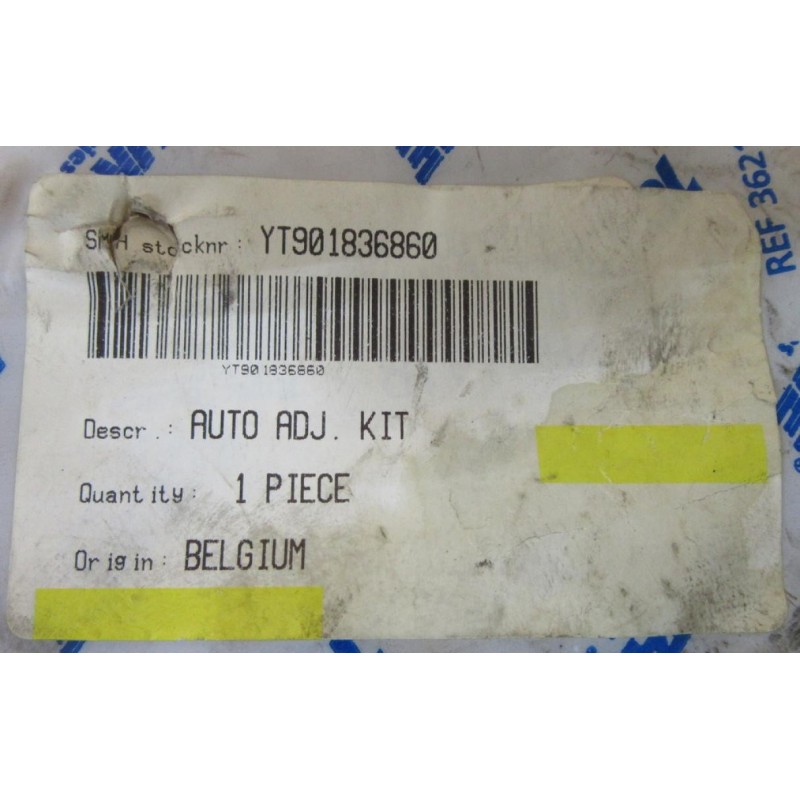 SMH stocknr: YT901836860
YT901836860
Descr.: AUTO ADJ. KIT
Quantity: 1 PIECE
Origin: BELGIUM
REF 362